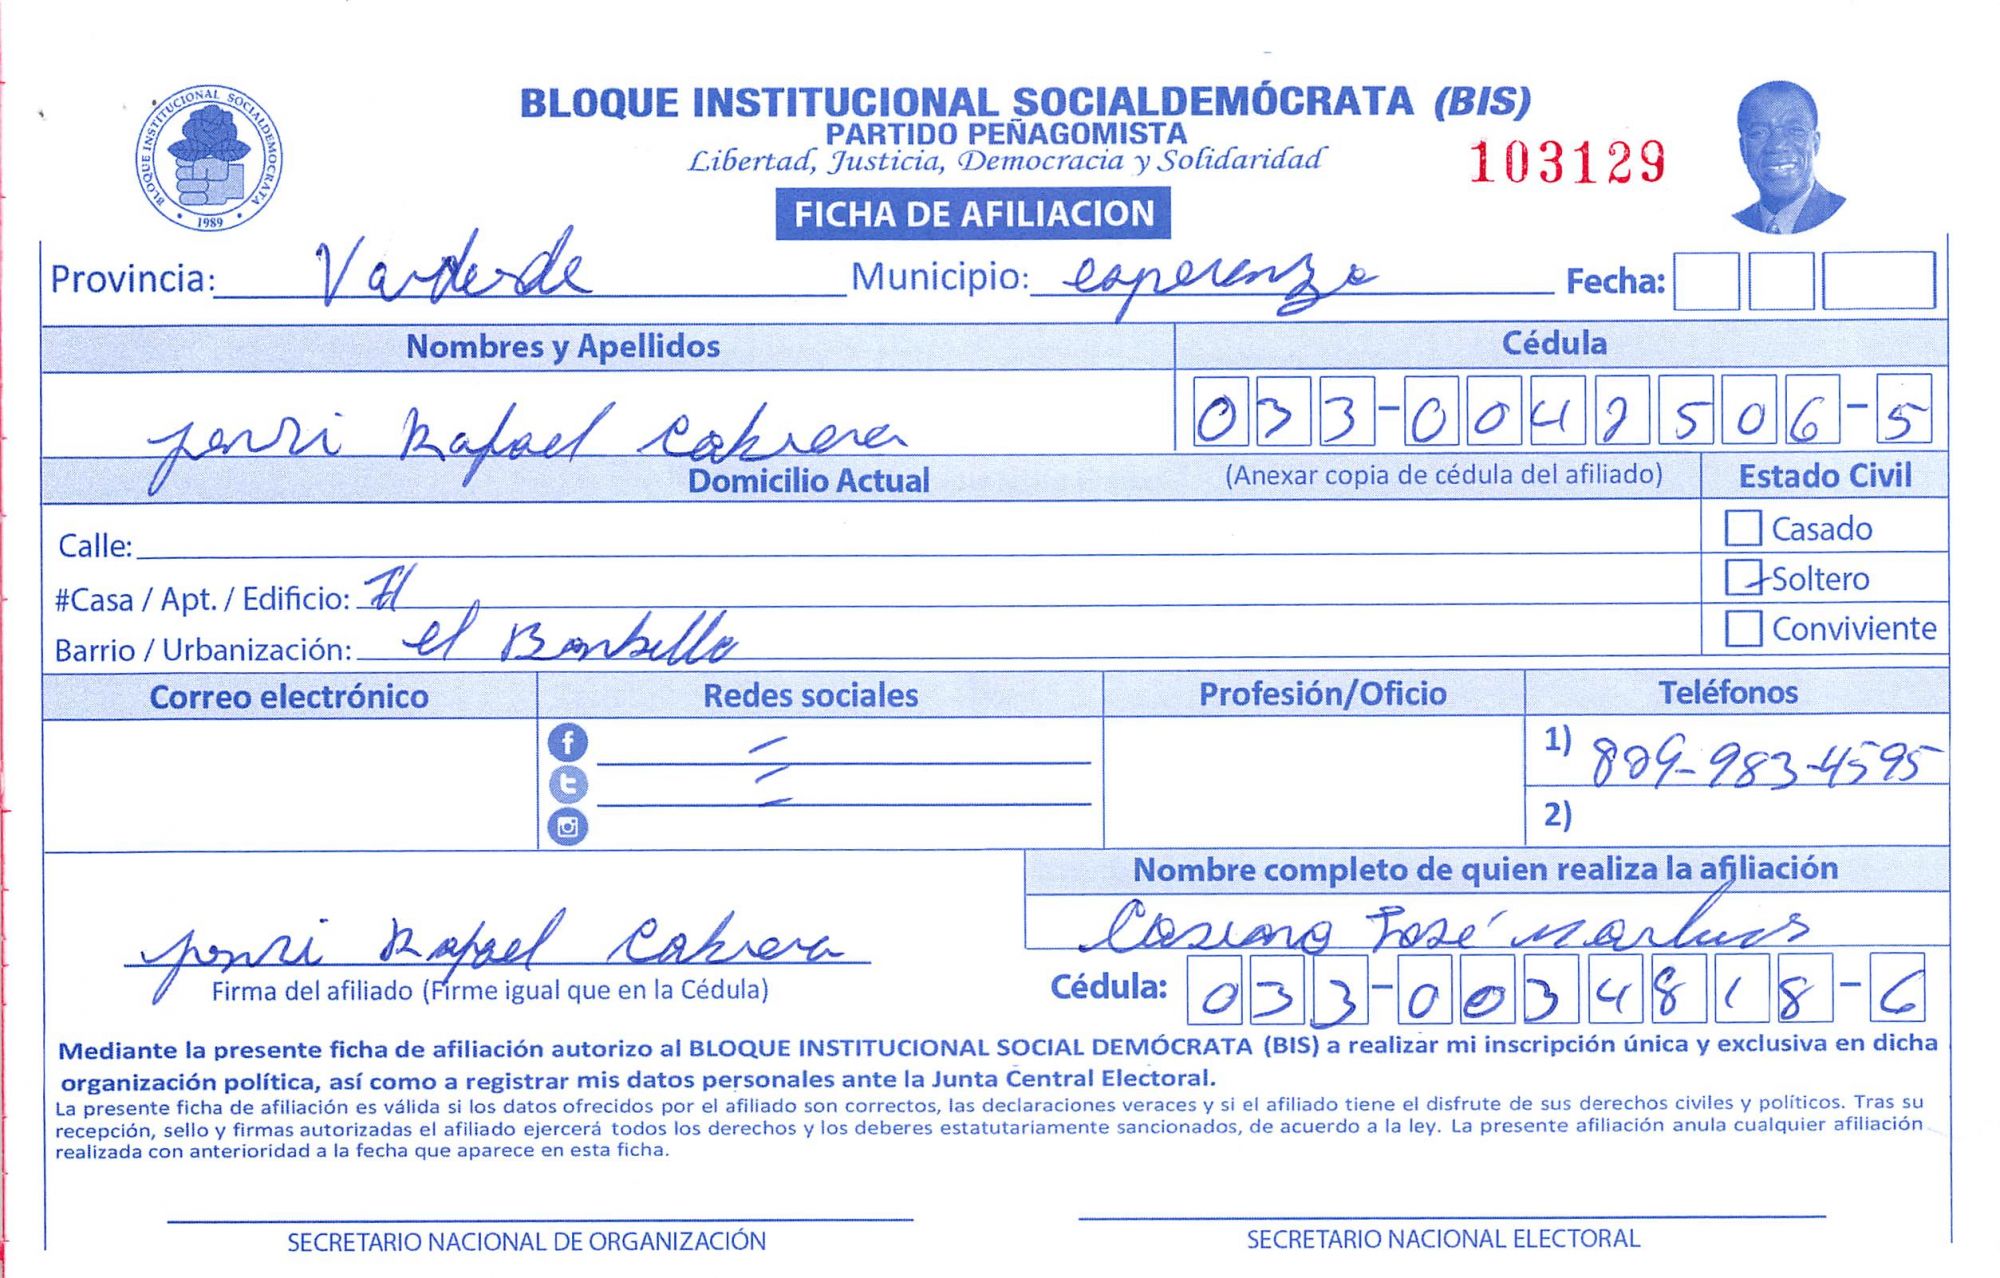 BLOQUE INSTITUCIONAL SOCIALDEMÓCRATA
1989
BLOQUE INSTITUCIONAL SOCIALDEMÓCRATA (BIS)
PARTIDO PEÑAGOMISTA
Libertad, Justicia, Democracia y Solidaridad
103129
FICHA DE AFILIACION
Provincia: Valverde Municipio: esperanza Fecha:
Nombres y Apellidos Cédula
Rafael Cabrera 033-0042506-5
Domicilio Actual (Anexar copia de cédula del afiliado) Estado Civil
Calle: Casado
#Casa / Apt. / Edificio: Soltero
Barrio / Urbanización: el Conviviente
Correo electrónico Redes sociales Profesión/Oficio Teléfonos
1) 809-983-4595
2)
Nombre completo de quien realiza la afiliación
José
Rafael Cabrera
Firma del afiliado (Firme igual que en la Cédula) Cédula: 033-0034818-6
Mediante la presente ficha de afiliación autorizo al BLOQUE INSTITUCIONAL SOCIAL DEMÓCRATA (BIS) a realizar mi inscripción única y exclusiva en dicha
organización política, así como a registrar mis datos personales ante la Junta Central Electoral.
La presente ficha de afiliación es válida si los datos ofrecidos por el afiliado son correctos, las declaraciones veraces y si el afiliado tiene el disfrute de sus derechos civiles y políticos. Tras su
recepción, sello y firmas autorizadas el afiliado ejercerá todos los derechos y los deberes estatutariamente sancionados, de acuerdo a la ley. La presente afiliación anula cualquier afiliación
realizada con anterioridad a la fecha que aparece en esta ficha.
SECRETARIO NACIONAL DE ORGANIZACIÓN SECRETARIO NACIONAL ELECTORAL